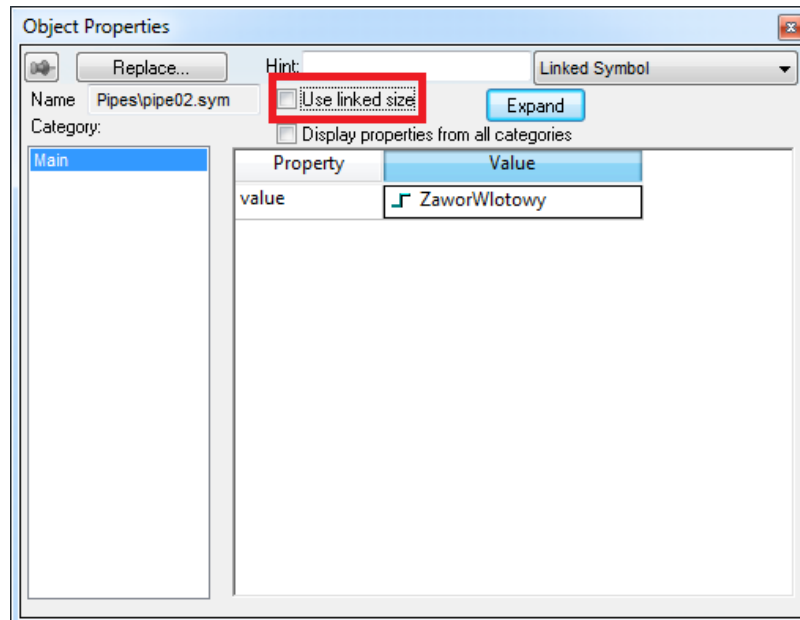 Object Properties
Replace... Hint: Linked Symbol
Name Pipes\pipe02.sym Use linked size Expand
Category: Display properties from all categories
Main Property Value
value ZaworWlotowy